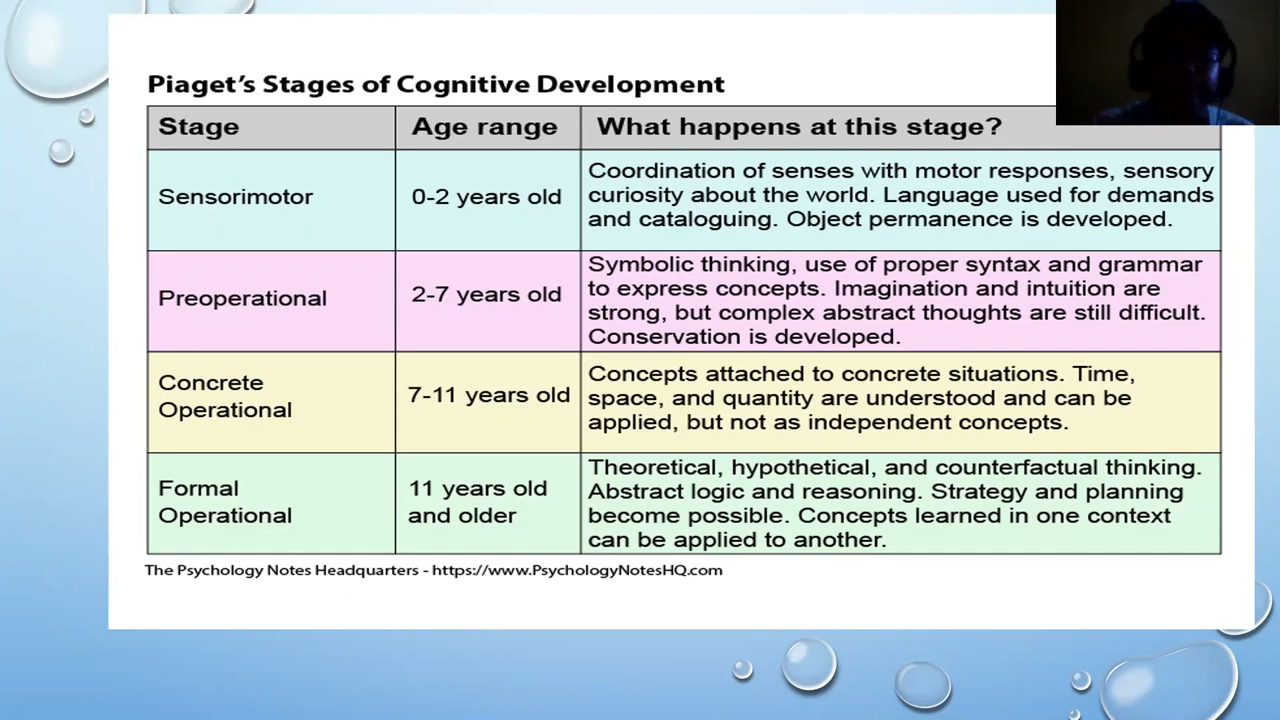 Piaget's Stages of Cognitive Development
Stage
Age range
What happens at this stage?
Sensorimotor
0-2 years old
Coordination of senses with motor responses, sensory
curiosity about the world. Language used for demands
and cataloguing. Object permanence is developed.
Preoperational
2-7 years old
Symbolic thinking, use of proper syntax and grammar
to express concepts. Imagination and intuition are
strong, but complex abstract thoughts are still difficult.
Conservation is developed.
Concrete
Operational
7-11 years old
Concepts attached to concrete situations. Time,
space, and quantity are understood and can be
applied, but not as independent concepts.
Formal
Operational
11 years old
and older
Theoretical, hypothetical, and counterfactual thinking.
Abstract logic and reasoning. Strategy and planning
become possible. Concepts learned in one context
can be applied to another.
The Psychology Notes Headquarters - https://www.PsychologyNotesHQ.com